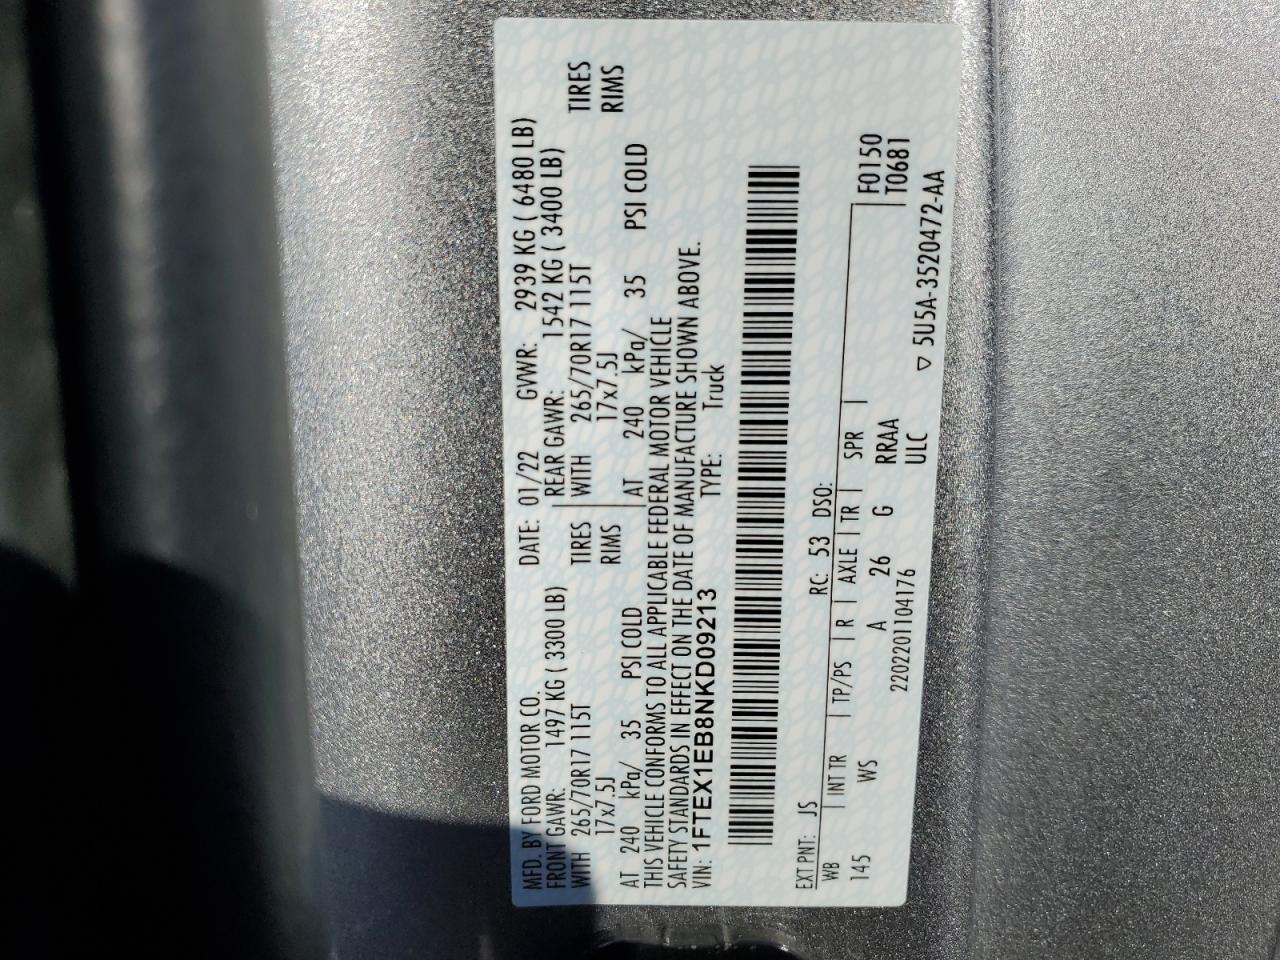 MFD. BY FORD MOTOR CO. DATE: 01/22 GVWR: 2939 KG ( 6480 LB)
FRONT GAWR: 1497 KG ( 3300 LB) REAR GAWR: 1542 KG ( 3400 LB)
WITH 265/70R17 115T TIRES WITH 265/70R17 115T TIRES
17x7.5J RIMS 17x7.5J RIMS
AT 240 kPa/ 35 PSI COLD AT 240 kPa/ 35 PSI COLD
THIS VEHICLE CONFORMS TO ALL APPLICABLE FEDERAL MOTOR VEHICLE
SAFETY STANDARDS IN EFFECT ON THE DATE OF MANUFACTURE SHOWN ABOVE.
VIN: 1FTEX1EB8NKD09213 TYPE: Truck
EXT PNT: JS RC: 53 DSO:
WB INT TR TP/PS R AXLE TR SPR F0150
145 WS A 26 G RRAA T0681
2202201104176 ULC
▽ 5U5A-3520472-AA